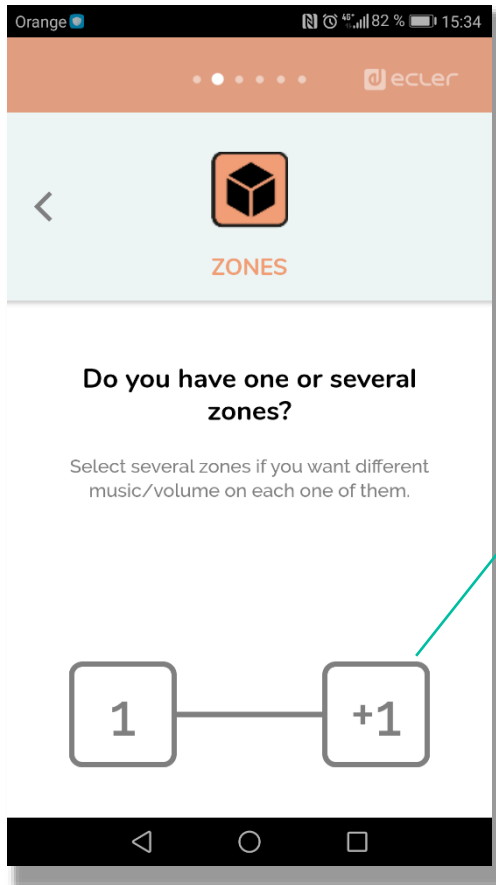 Orange 82 % 15:34
ecler
ZONES
Do you have one or several
zones?
Select several zones if you want different
music/volume on each one of them.
1 +1